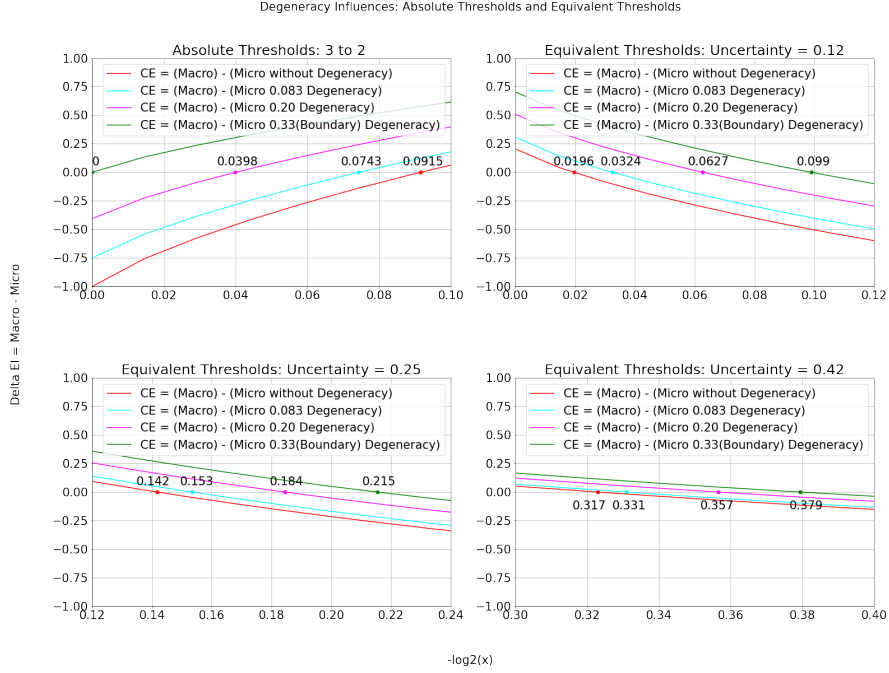 Degeneracy Influences: Absolute Thresholds and Equivalent Thresholds
Delta EI = Macro - Micro
Absolute Thresholds: 3 to 2
1.00
0.75
0.50
0.25
0.00
−0.25
−0.50
−0.75
−1.00
CE = (Macro) - (Micro without Degeneracy)
CE = (Macro) - (Micro 0.083 Degeneracy)
CE = (Macro) - (Micro 0.20 Degeneracy)
CE = (Macro) - (Micro 0.33(Boundary) Degeneracy)
0 0.0398 0.0743 0.0915
0.00 0.02 0.04 0.06 0.08 0.10
Equivalent Thresholds: Uncertainty = 0.12
1.00
0.75
0.50
0.25
0.00
−0.25
−0.50
−0.75
−1.00
CE = (Macro) - (Micro without Degeneracy)
CE = (Macro) - (Micro 0.083 Degeneracy)
CE = (Macro) - (Micro 0.20 Degeneracy)
CE = (Macro) - (Micro 0.33(Boundary) Degeneracy)
0.0196 0.0324 0.0627 0.099
0.00 0.02 0.04 0.06 0.08 0.10 0.12
Equivalent Thresholds: Uncertainty = 0.25
1.00
0.75
0.50
0.25
0.00
−0.25
−0.50
−0.75
−1.00
CE = (Macro) - (Micro without Degeneracy)
CE = (Macro) - (Micro 0.083 Degeneracy)
CE = (Macro) - (Micro 0.20 Degeneracy)
CE = (Macro) - (Micro 0.33(Boundary) Degeneracy)
0.142 0.153 0.184 0.215
0.12 0.14 0.16 0.18 0.20 0.22 0.24
Equivalent Thresholds: Uncertainty = 0.42
1.00
0.75
0.50
0.25
0.00
−0.25
−0.50
−0.75
−1.00
CE = (Macro) - (Micro without Degeneracy)
CE = (Macro) - (Micro 0.083 Degeneracy)
CE = (Macro) - (Micro 0.20 Degeneracy)
CE = (Macro) - (Micro 0.33(Boundary) Degeneracy)
0.317 0.331 0.357 0.379
0.30 0.32 0.34 0.36 0.38 0.40
-log2(x)